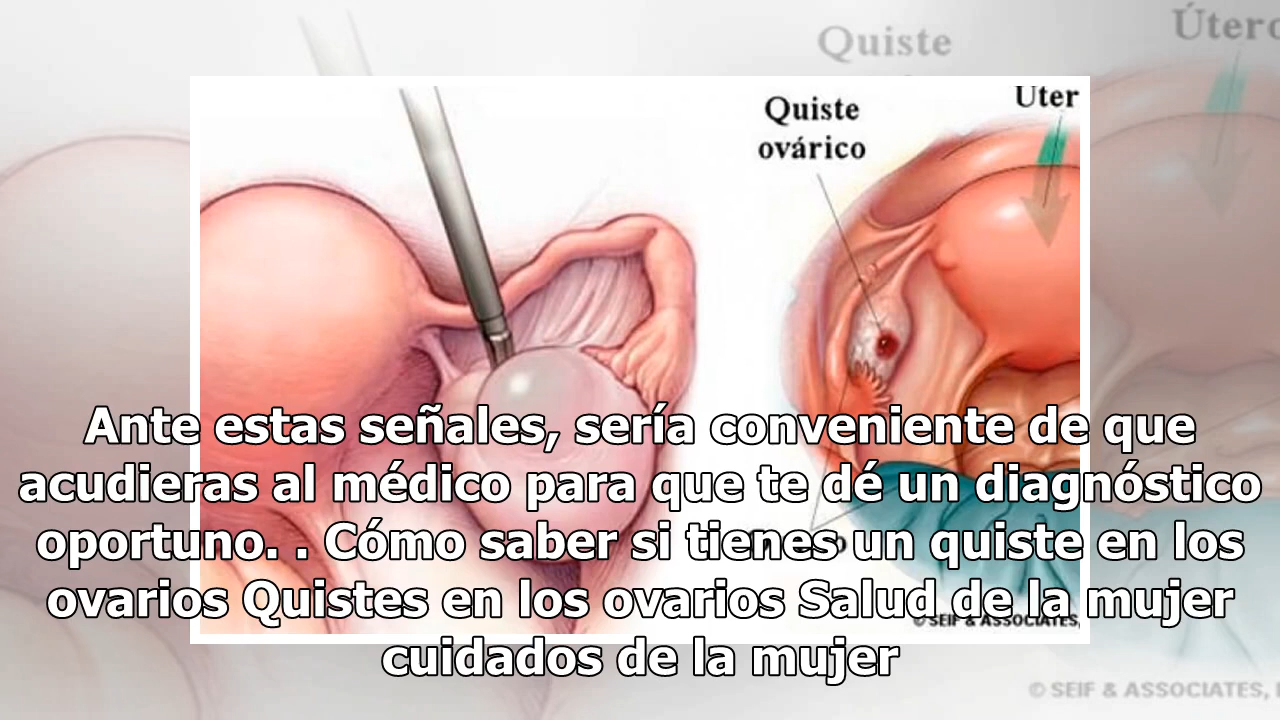 Quiste
Útero
Quiste
ovárico
Úter
Ante estas señales, sería conveniente de que
acudieras al médico para que te dé un diagnóstico
oportuno. . Cómo saber si tienes un quiste en los
ovarios Quistes en los ovarios Salud de la mujer
cuidados de la mujer
© SEIF & ASSOCIATES,
© SEIF & ASSOCIATES,